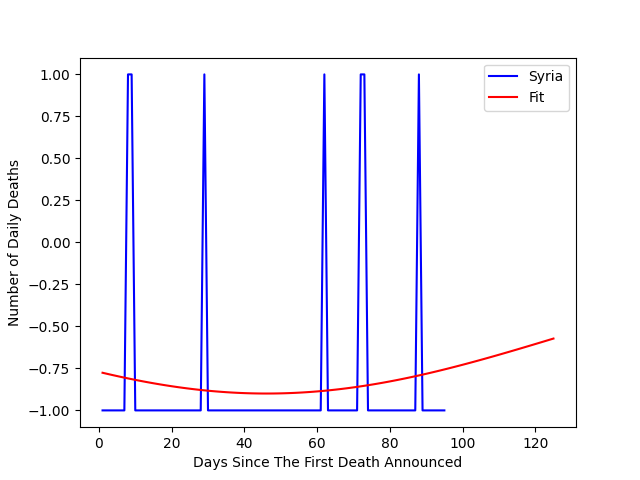 Syria
Fit
1.00
0.75
0.50
0.25
0.00
−0.25
−0.50
−0.75
−1.00
Number of Daily Deaths
0 20 40 60 80 100 120
Days Since The First Death Announced